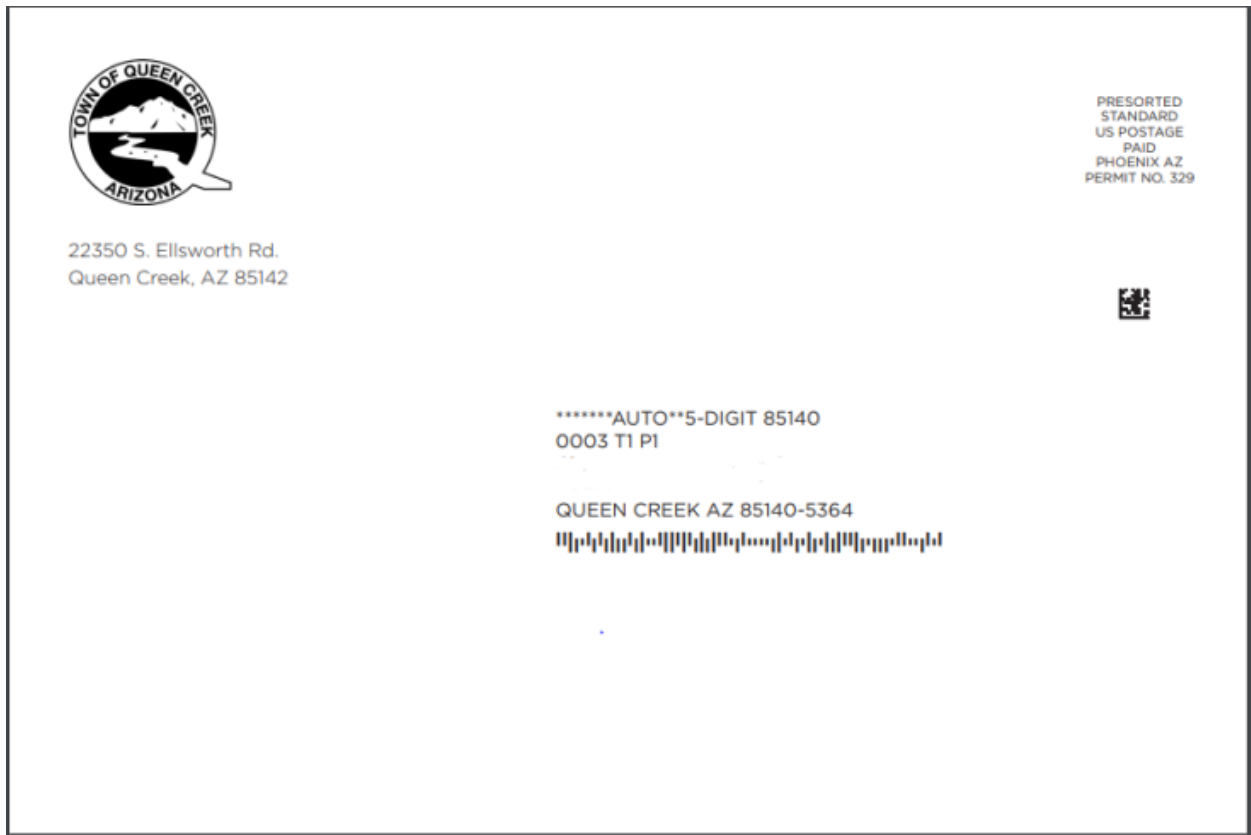 TOWN OF QUEEN CREEK
ARIZONA
PRESORTED
STANDARD
US POSTAGE
PAID
PHOENIX AZ
PERMIT NO. 329
22350 S. Ellsworth Rd.
Queen Creek, AZ 85142
*******AUTO**5-DIGIT 85140
0003 T1 P1
QUEEN CREEK AZ 85140-5364